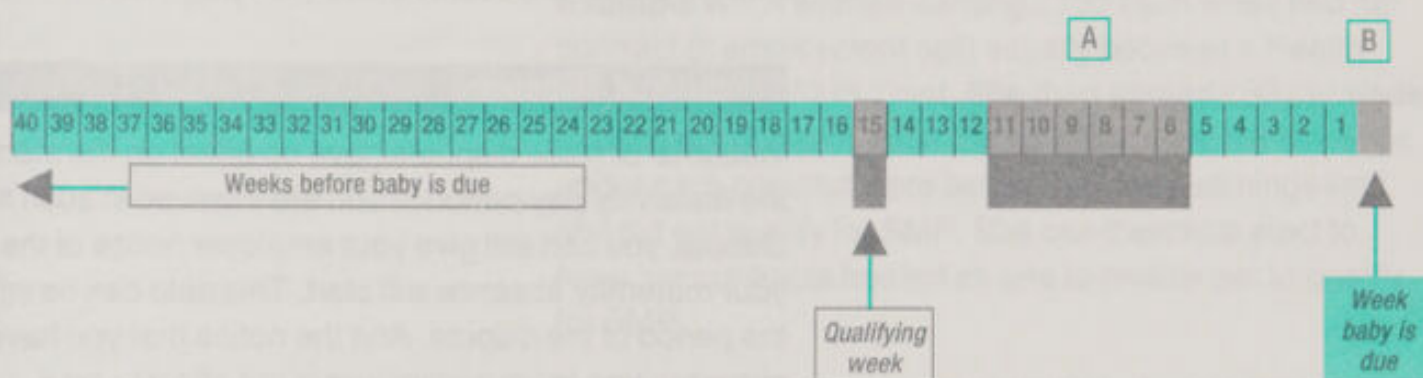 A
B
40 39 38 37 36 35 34 33 32 31 30 29 28 27 26 25 24 23 22 21 20 19 18 17 16 15 14 13 12 11 10 9 8 7 6 5 4 3 2 1
Weeks before baby is due
Qualifying
week
Week
baby is
due